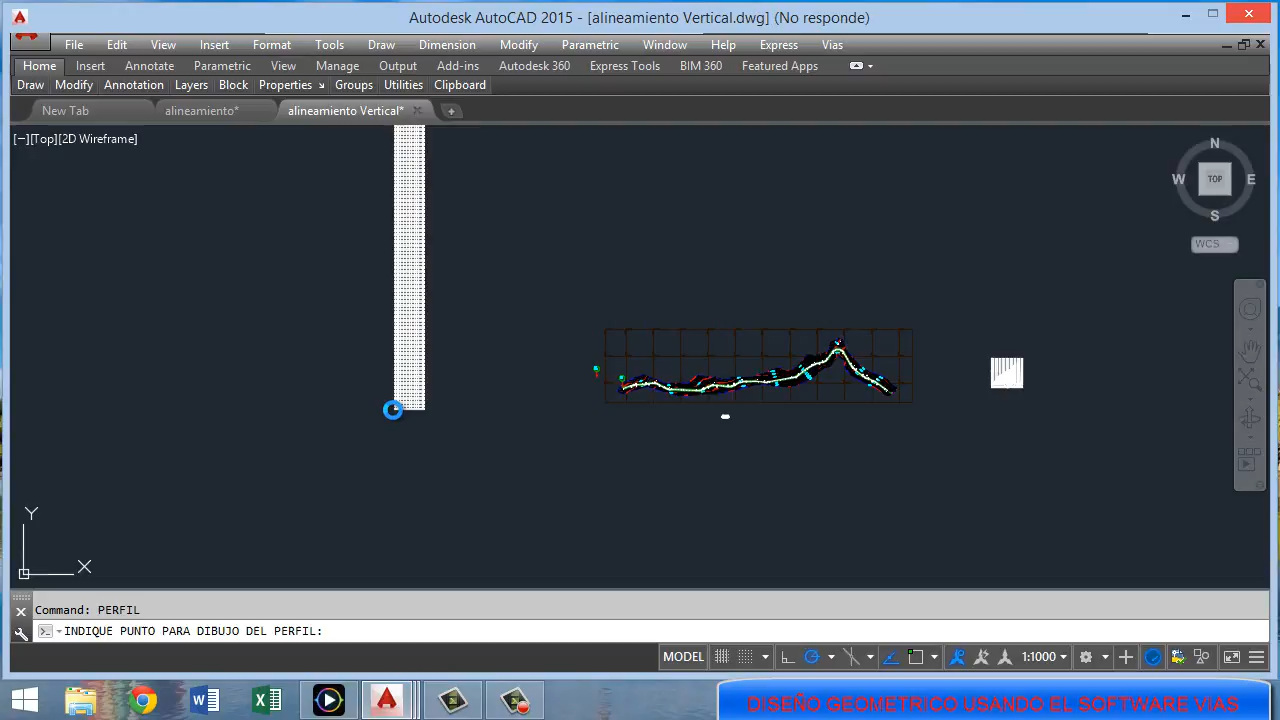 Autodesk AutoCAD 2015 - [alineamiento Vertical.dwg] (No responde)
File Edit View Insert Format Tools Draw Dimension Modify Parametric Window Help Express Vias
Home Insert Annotate Parametric View Manage Output Add-ins Autodesk 360 Express Tools BIM 360 Featured Apps
Draw Modify Annotation Layers Block Properties Groups Utilities Clipboard
New Tab alineamiento* alineamiento Vertical*
[−][Top][2D Wireframe]
N
W TOP E
S
WCS
Y
X
Command: PERFIL
INDIQUE PUNTO PARA DIBUJO DEL PERFIL:
MODEL 1:1000
DISEÑO GEOMETRICO USANDO EL SOFTWARE VIAS